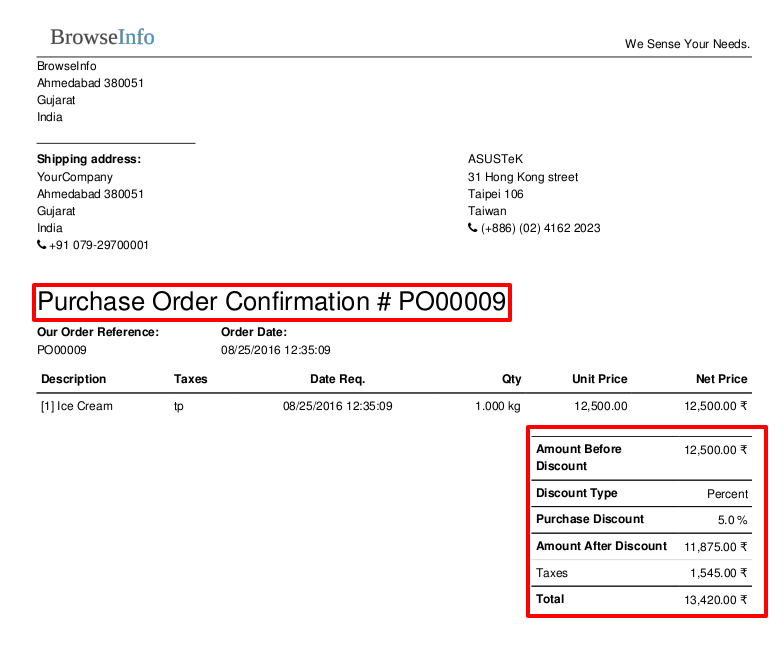 BrowseInfo
We Sense Your Needs.
BrowseInfo
Ahmedabad 380051
Gujarat
India
Shipping address:
YourCompany
Ahmedabad 380051
Gujarat
India
+91 079-29700001
ASUSTeK
31 Hong Kong street
Taipei 106
Taiwan
(+886) (02) 4162 2023
Purchase Order Confirmation # PO00009
Our Order Reference: Order Date:
PO00009 08/25/2016 12:35:09
Description Taxes Date Req. Qty Unit Price Net Price
[1] Ice Cream tp 08/25/2016 12:35:09 1.000 kg 12,500.00 12,500.00 ₹
Amount Before 12,500.00 ₹
Discount
Discount Type Percent
Purchase Discount 5.0 %
Amount After Discount 11,875.00 ₹
Taxes 1,545.00 ₹
Total 13,420.00 ₹